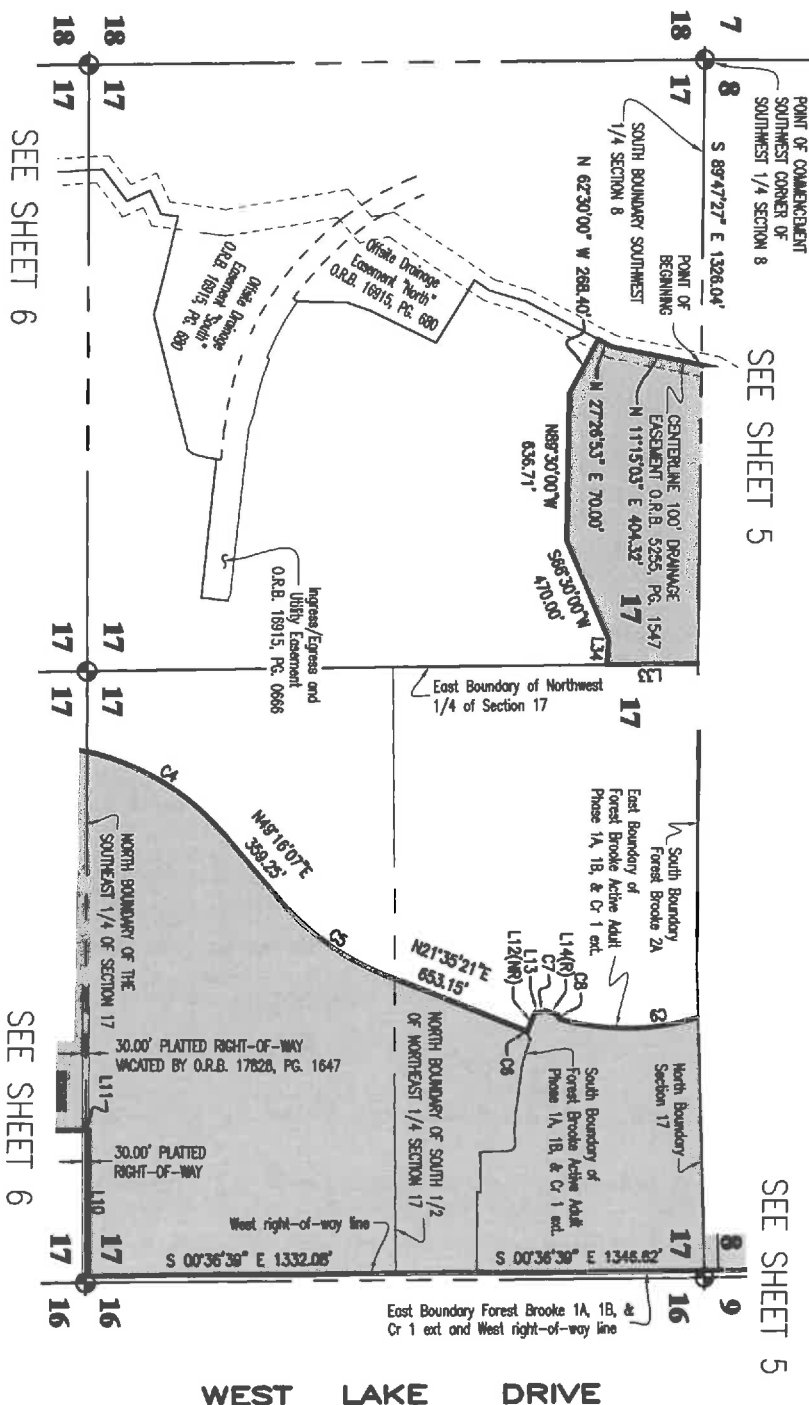 SEE SHEET 5
SEE SHEET 5
7
8
18
17
POINT OF COMMENCEMENT
SOUTHWEST CORNER OF
SOUTHWEST 1/4 SECTION 8
S 89°47'27" E 1326.04'
SOUTH BOUNDARY SOUTHWEST
1/4 SECTION 8
POINT OF
BEGINNING
CENTERLINE 100' DRAINAGE
EASEMENT O.R.B. 5255, PG. 1547
N 11°15'03" E 404.32'
N 27°26'53" E 70.00'
N 62°30'00" W 268.40'
N89°30'00"W
636.71'
S66°30'00"W
470.00'
L34
17
17
East Boundary of Northwest
1/4 of Section 17
Offsite Drainage
Easement "North"
O.R.B. 16915, PG. 680
Offsite Drainage
Easement "South"
O.R.B. 16915, PG. 680
Ingress/Egress and
Utility Easement
O.R.B. 16915, PG. 0666
18
17
18
17
17
17
17
17
SEE SHEET 6
South Boundary
Forest Brooke 2A
East Boundary of
Forest Brooke Active Adult
Phase 1A, 1B, & Cr 1 ext.
North Boundary
Section 17
8
9
17
16
C8
L14(R)
C7
L13
L12(NR)
C6
South Boundary of
Forest Brooke Active Adult
Phase 1A, 1B, & Cr 1 ext.
S 00°36'39" E 1346.62'
N21°35'21"E
653.15'
NORTH BOUNDARY OF SOUTH 1/2
OF NORTHEAST 1/4 SECTION 17
C5
N49°16'07"E
359.25'
C4
West right-of-way line
S 00°36'39" E 1332.08'
East Boundary Forest Brooke 1A, 1B, &
Cr 1 ext and West right-of-way line
NORTH BOUNDARY OF THE
SOUTHEAST 1/4 OF SECTION 17
30.00' PLATTED RIGHT-OF-WAY
VACATED BY O.R.B. 17828, PG. 1647
L11
30.00' PLATTED
RIGHT-OF-WAY
L10
17
16
17
16
SEE SHEET 6
WEST LAKE DRIVE